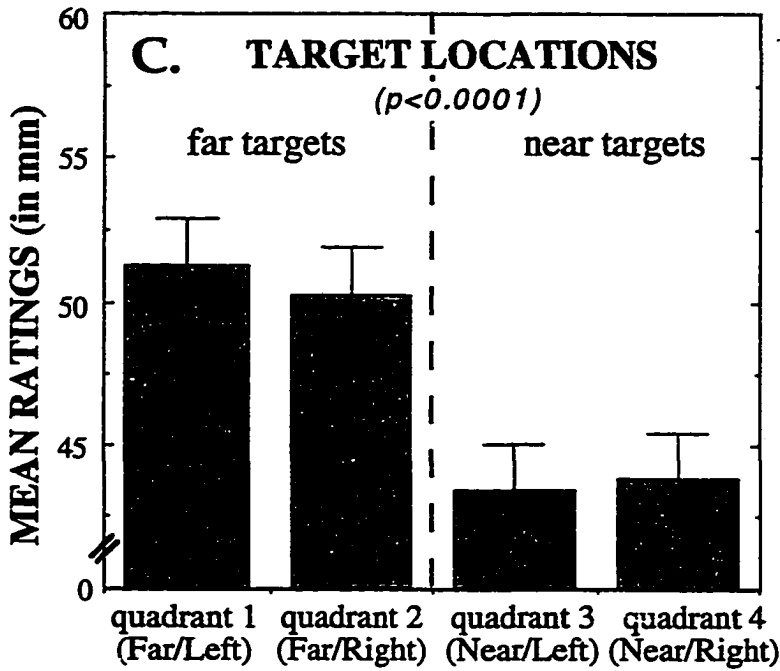 C. TARGET LOCATIONS
(p<0.0001)
far targets
near targets
MEAN RATINGS (in mm)
60
55
50
45
0
quadrant 1
(Far/Left)
quadrant 2
(Far/Right)
quadrant 3
(Near/Left)
quadrant 4
(Near/Right)